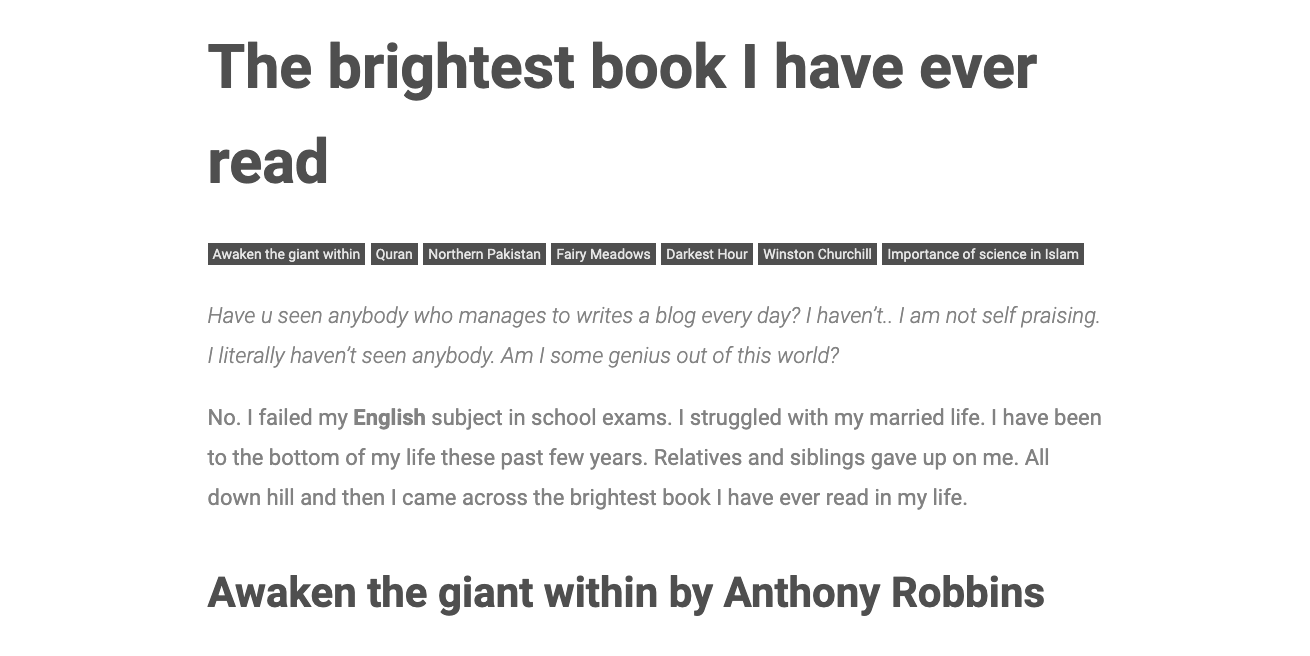 The brightest book I have ever
read
Awaken the giant within Quran Northern Pakistan Fairy Meadows Darkest Hour Winston Churchill Importance of science in Islam
Have u seen anybody who manages to writes a blog every day? I haven’t.. I am not self praising.
I literally haven’t seen anybody. Am I some genius out of this world?
No. I failed my English subject in school exams. I struggled with my married life. I have been
to the bottom of my life these past few years. Relatives and siblings gave up on me. All
down hill and then I came across the brightest book I have ever read in my life.
Awaken the giant within by Anthony Robbins